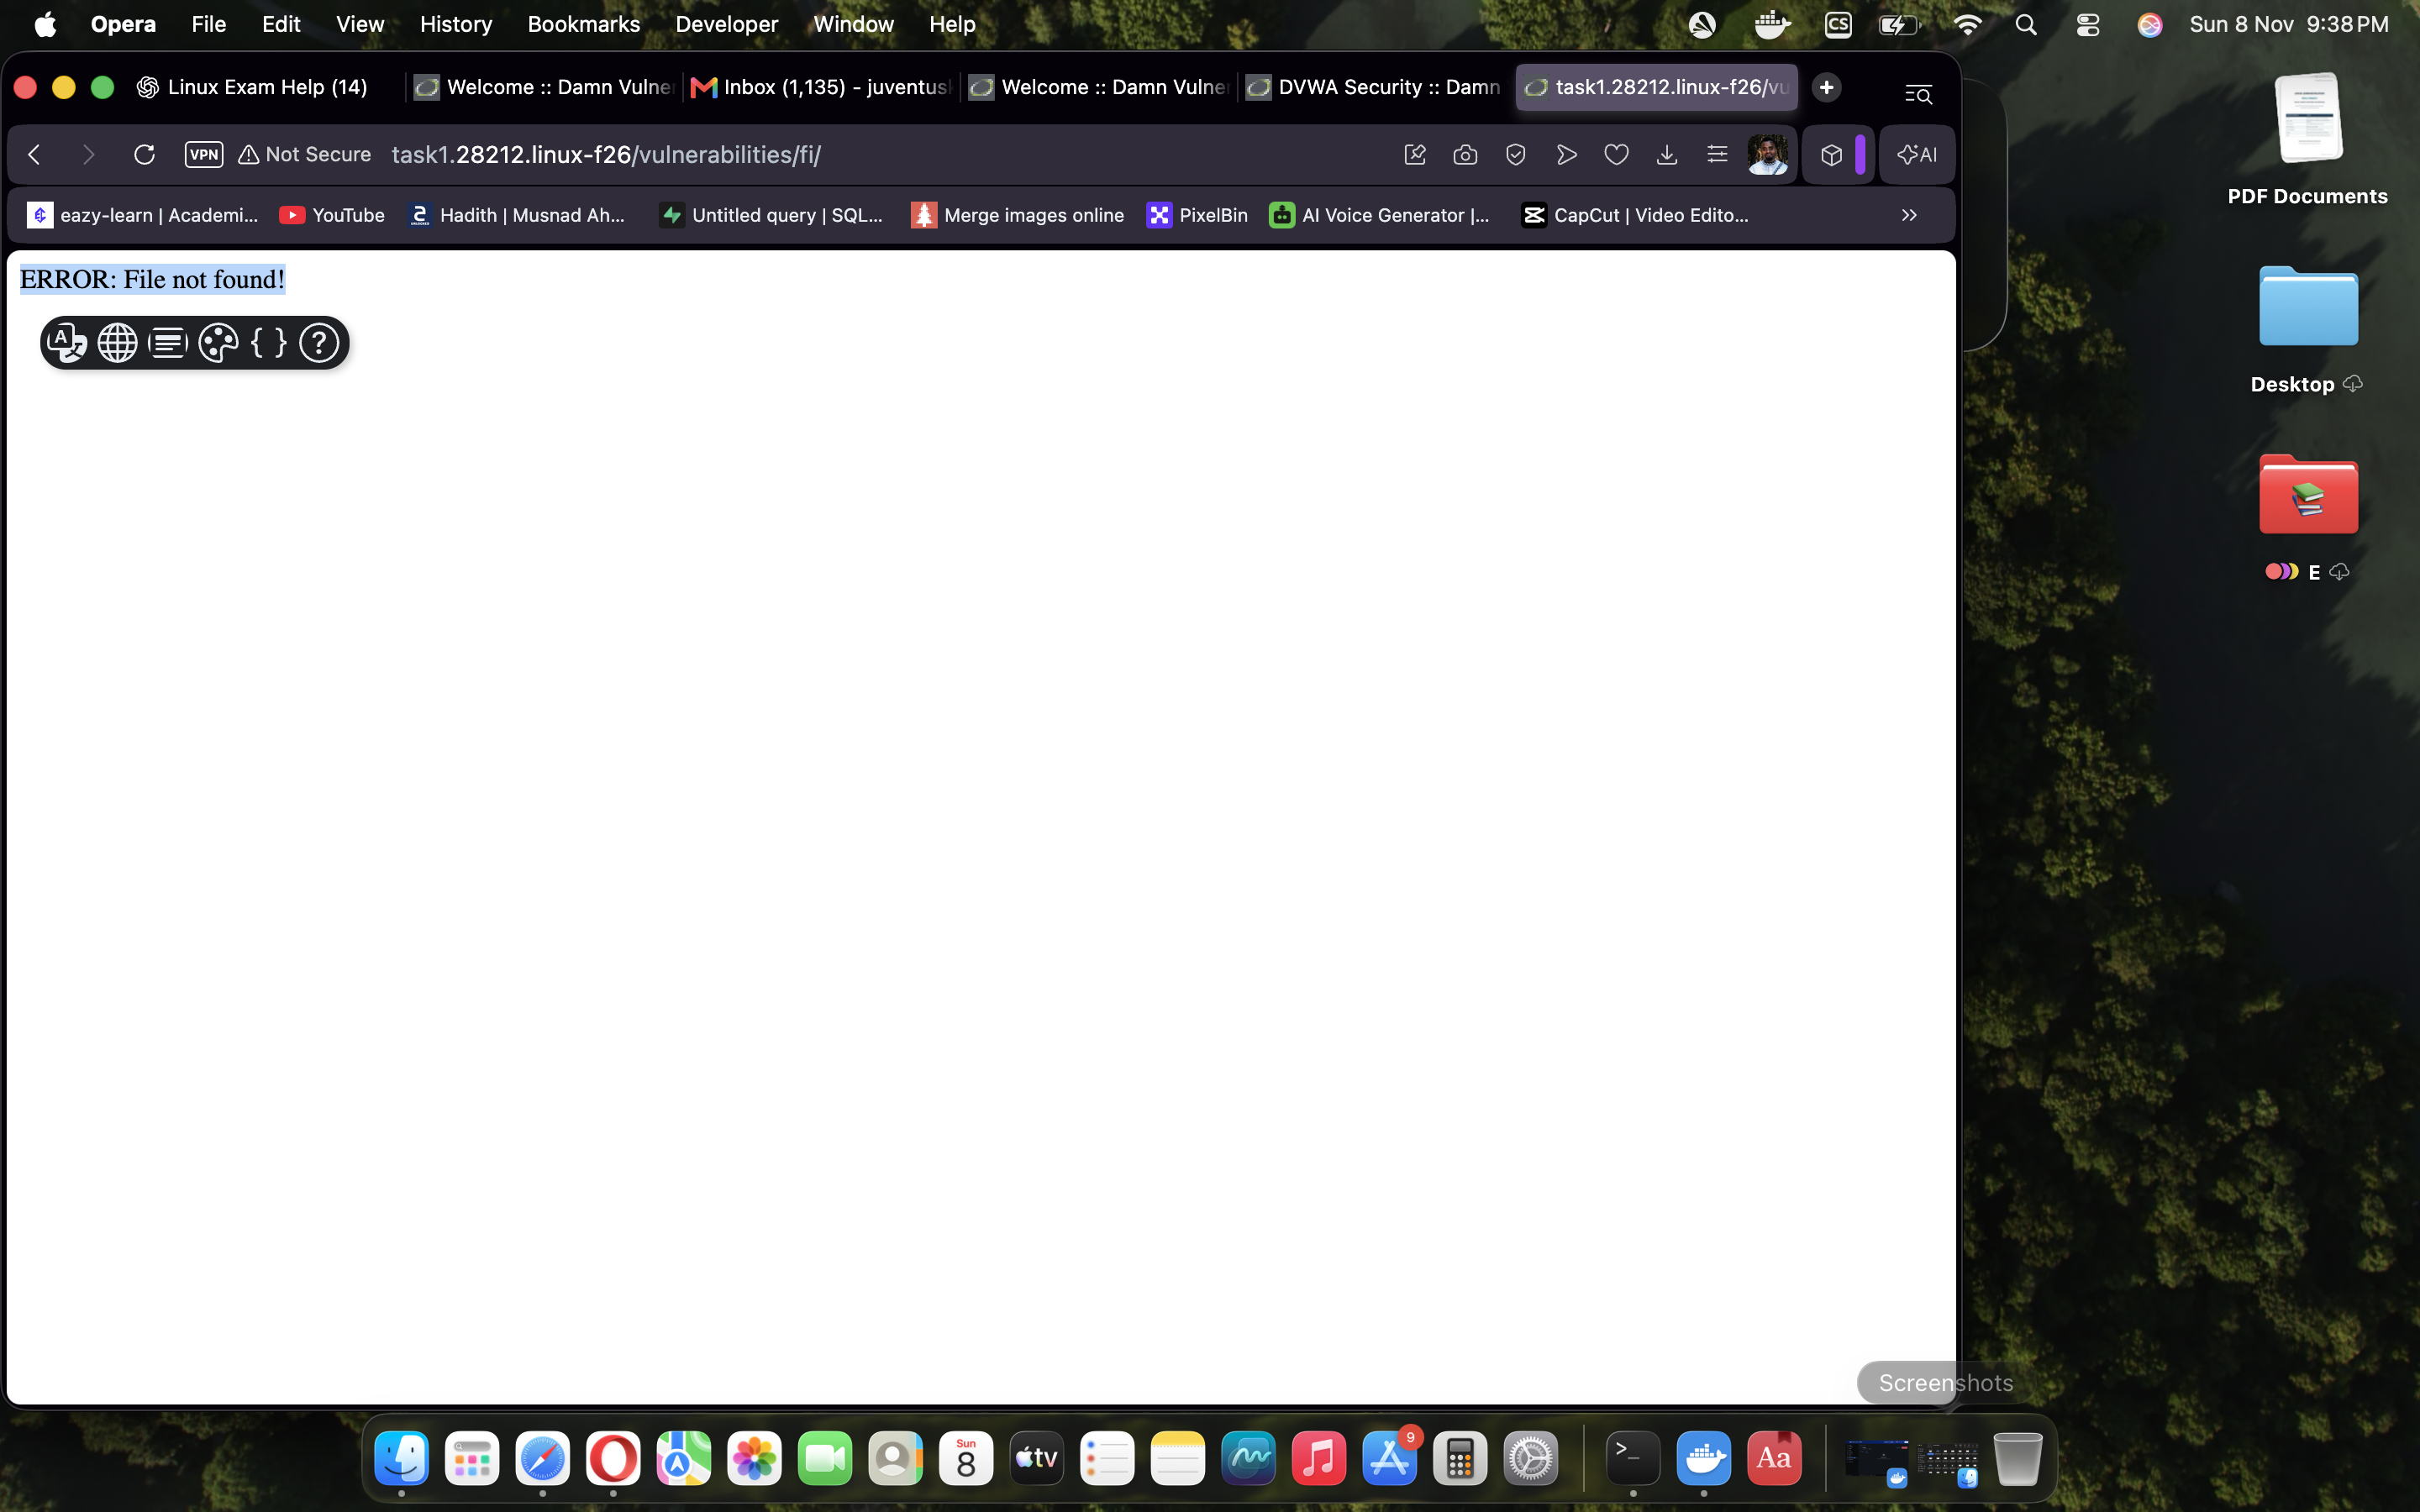 Opera File Edit View History Bookmarks Developer Window Help CS Sun 8 Nov 9:38 PM
Linux Exam Help (14) Welcome :: Damn Vulne Inbox (1,135) - juventus Welcome :: Damn Vulne DVWA Security :: Damn task1.28212.linux-f26/vu
VPN Not Secure task1.28212.linux-f26/vulnerabilities/fi/ AI
eazy-learn | Academi... YouTube Hadith | Musnad Ah... Untitled query | SQL... Merge images online PixelBin AI Voice Generator |... CapCut | Video Edito...
ERROR: File not found!
PDF Documents
Desktop
E
Screenshots
Sun
8
tv
9
Aa